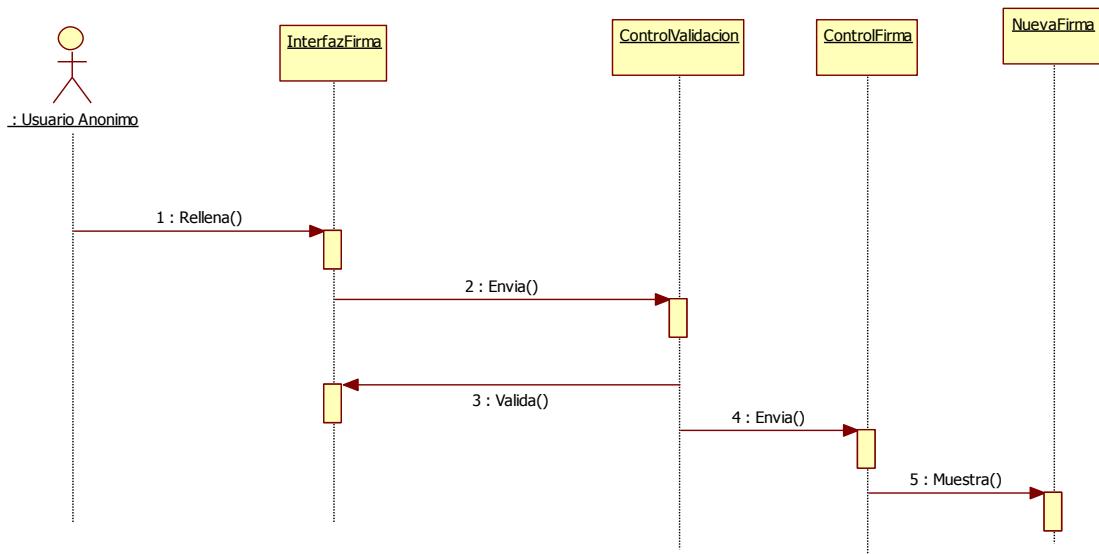 InterfazFirma
ControlValidacion
ControlFirma
NuevaFirma
: Usuario Anonimo
1 : Rellena()
2 : Envia()
3 : Valida()
4 : Envia()
5 : Muestra()